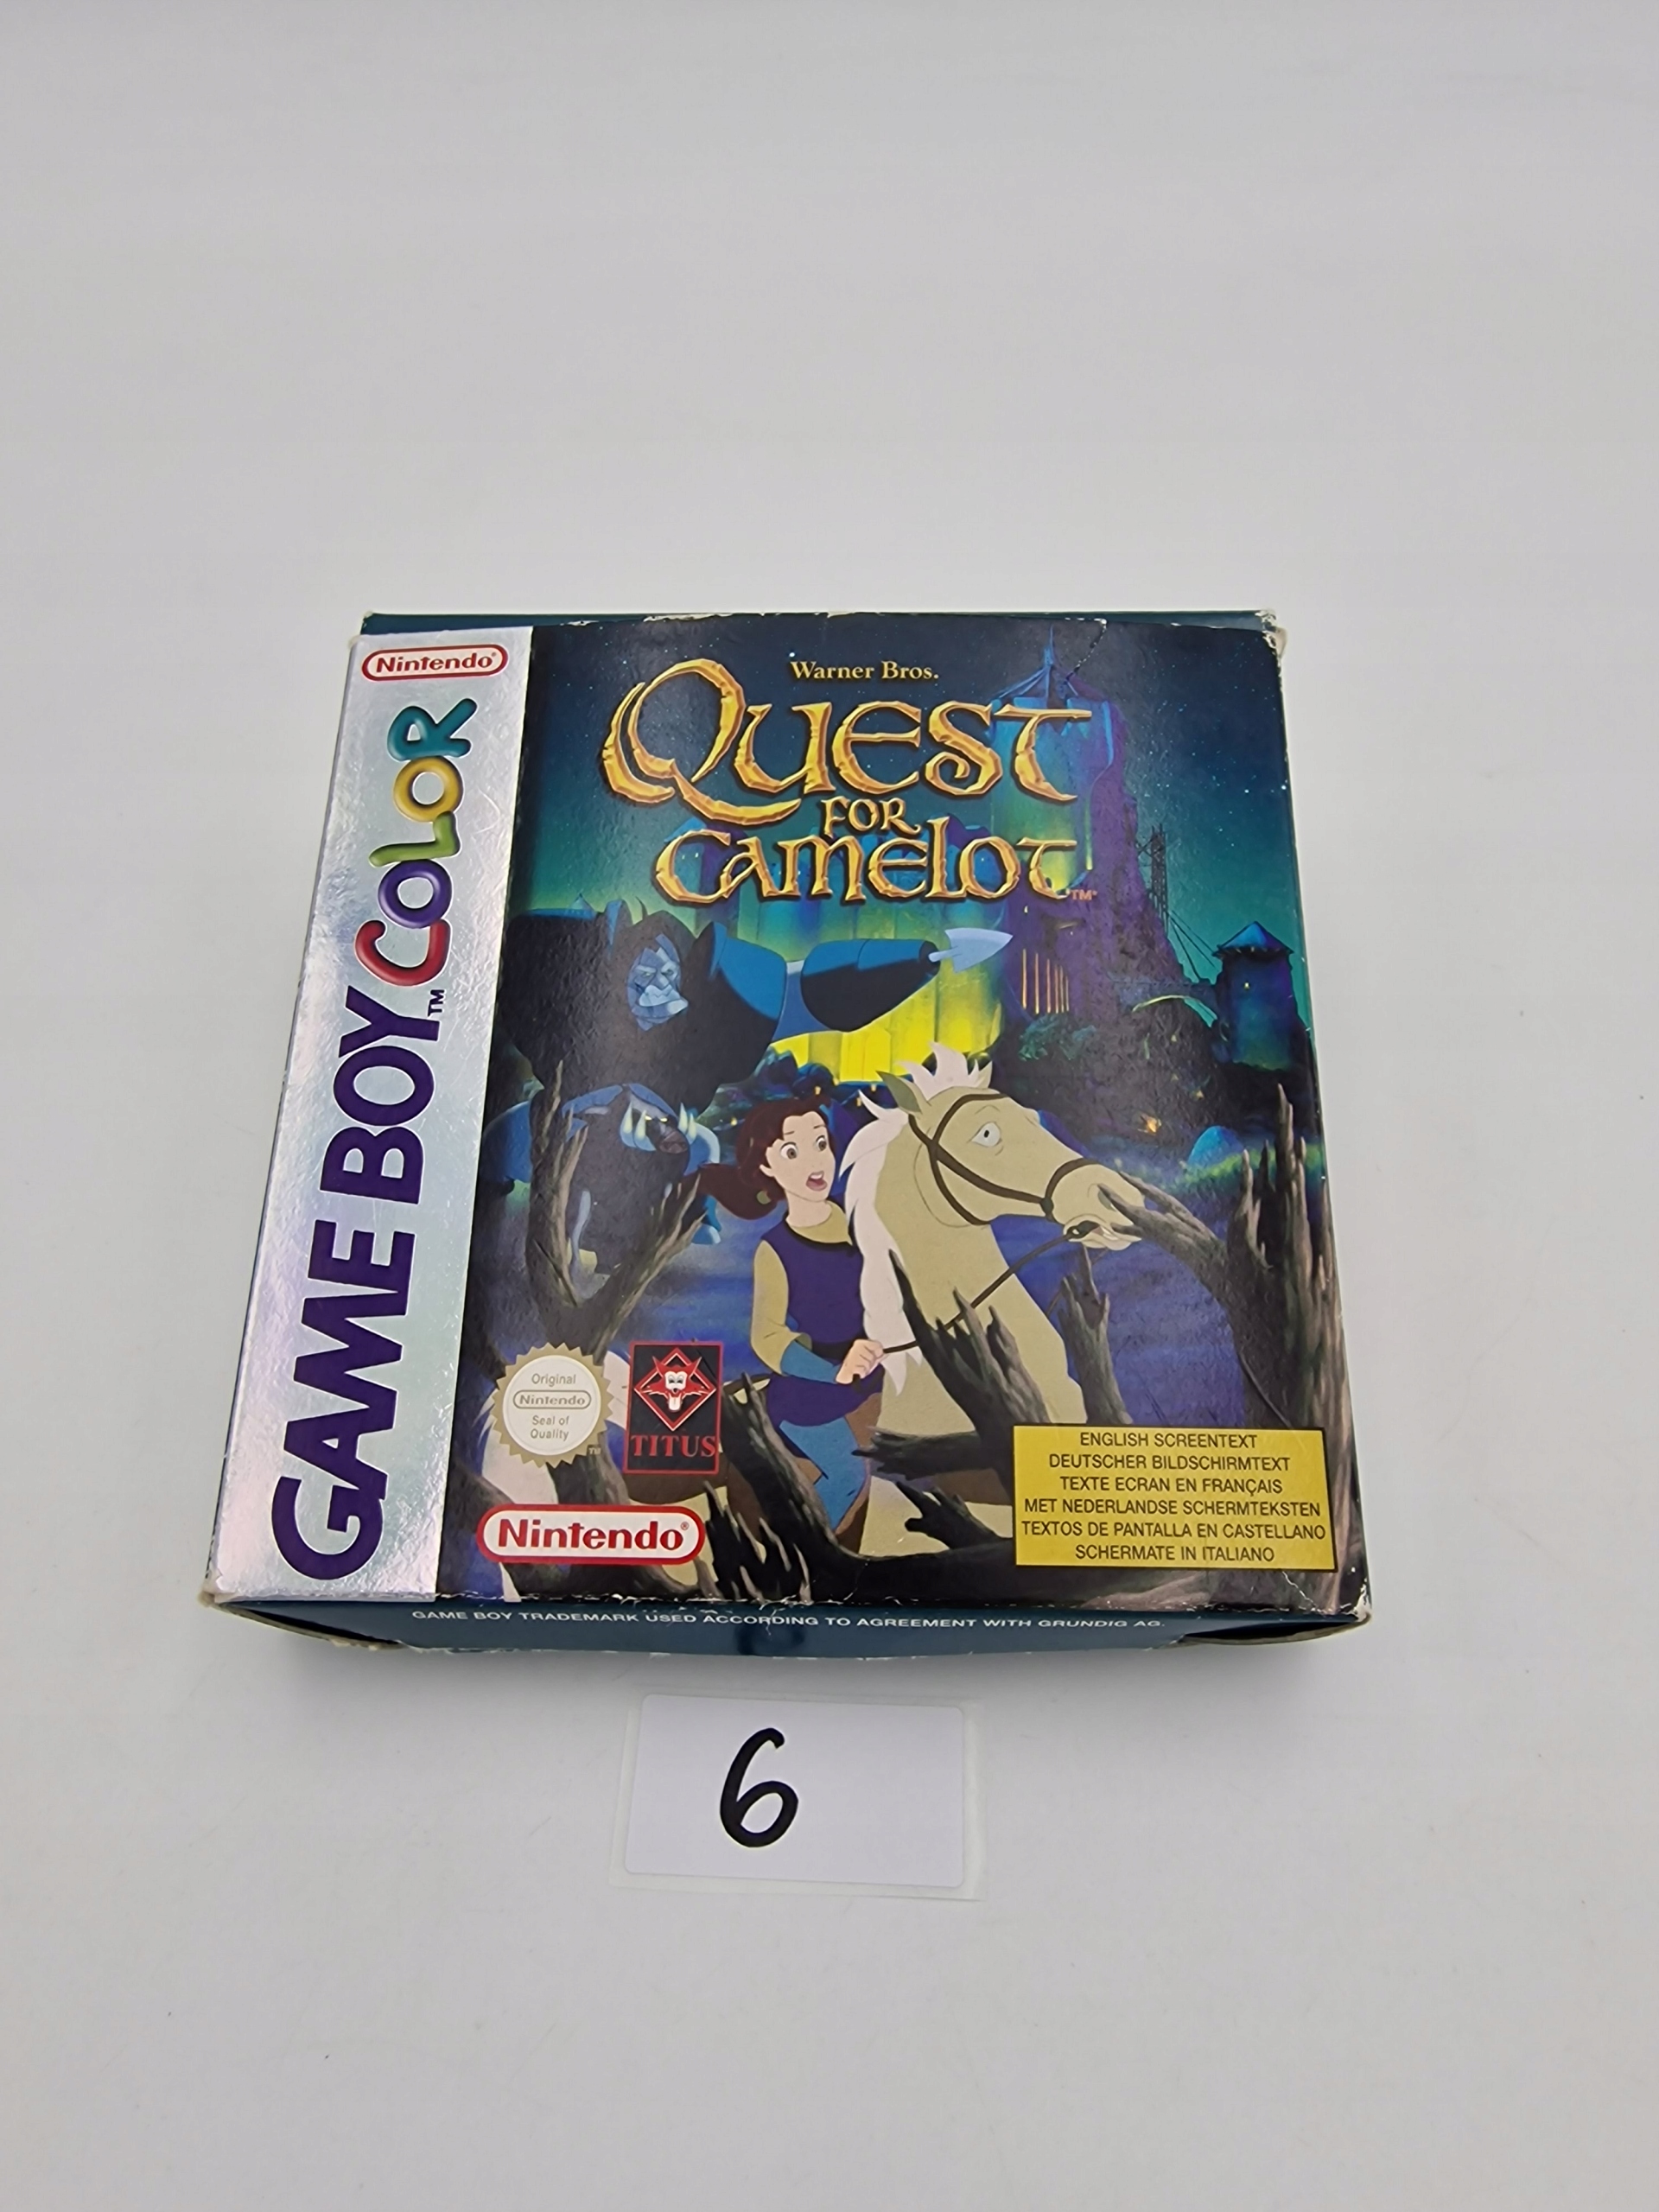 Nintendo®
GAME BOY™ COLOR
Warner Bros.
QUEST
FOR
CAMELOT™
Original
Nintendo
Seal of
Quality
TM
TITUS
Nintendo®
ENGLISH SCREENTEXT
DEUTSCHER BILDSCHIRMTEXT
TEXTE ECRAN EN FRANÇAIS
MET NEDERLANDSE SCHERMTEKSTEN
TEXTOS DE PANTALLA EN CASTELLANO
SCHERMATE IN ITALIANO
GAME BOY TRADEMARK USED ACCORDING TO AGREEMENT WITH GRUNDIG AG.
6